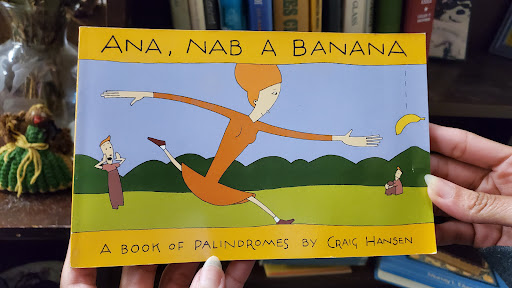 ANA, NAB A BANANA
A BOOK OF PALINDROMES BY CRAIG HANSEN